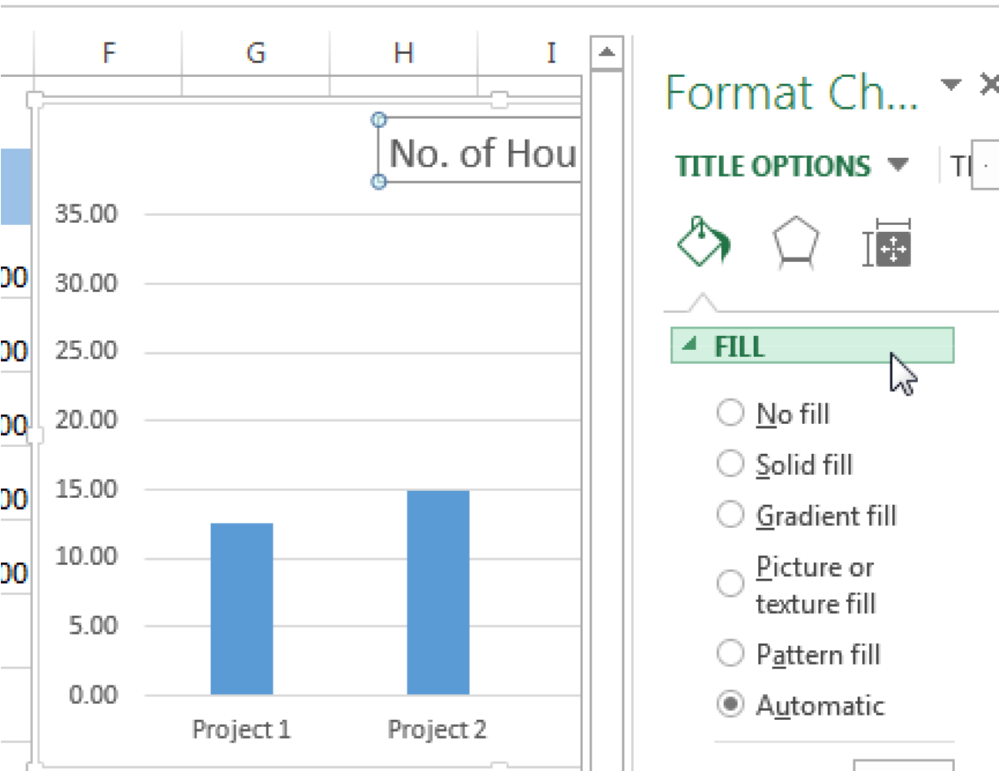 F G H I
Format Ch...
No. of Hou
TITLE OPTIONS
35.00
00
30.00
FILL
00
25.00
No fill
00
20.00
Solid fill
00
15.00
Gradient fill
00
10.00
Picture or
texture fill
5.00
Pattern fill
0.00
Automatic
Project 1 Project 2